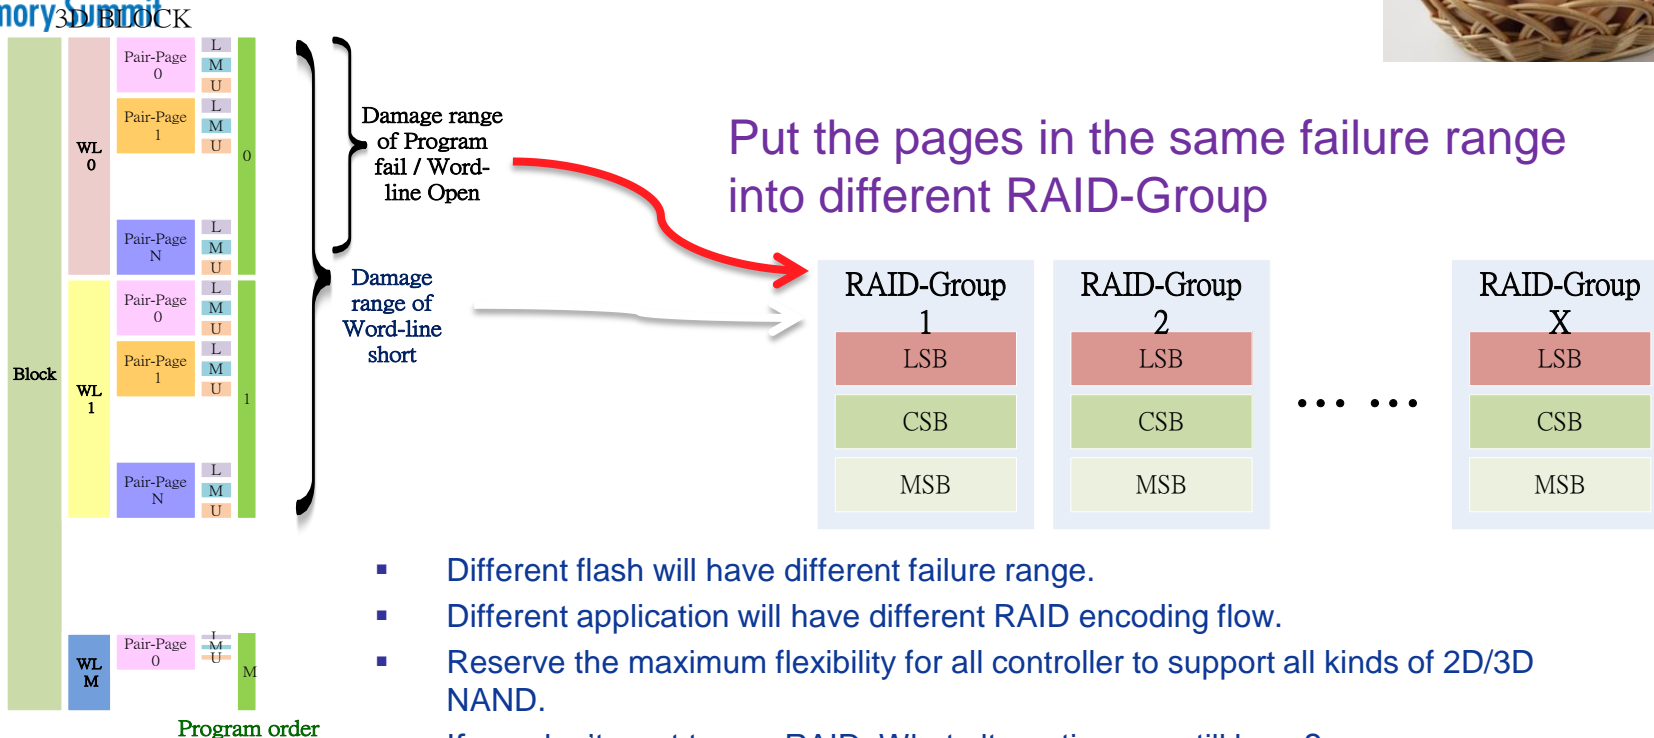 3D BLOCK
Block
WL
0
Pair-Page
0
L
M
U
Pair-Page
1
L
M
U
Pair-Page
N
L
M
U
0
WL
1
Pair-Page
0
L
M
U
Pair-Page
1
L
M
U
Pair-Page
N
L
M
U
1
WL
M
Pair-Page
0
L
M
U
M
Program order
Damage range
of Program
fail / Word-
line Open
Damage
range of
Word-line
short
Put the pages in the same failure range
into different RAID-Group
RAID-Group
1
LSB
CSB
MSB
RAID-Group
2
LSB
CSB
MSB
... ...
RAID-Group
X
LSB
CSB
MSB
▪ Different flash will have different failure range.
▪ Different application will have different RAID encoding flow.
▪ Reserve the maximum flexibility for all controller to support all kinds of 2D/3D
NAND.